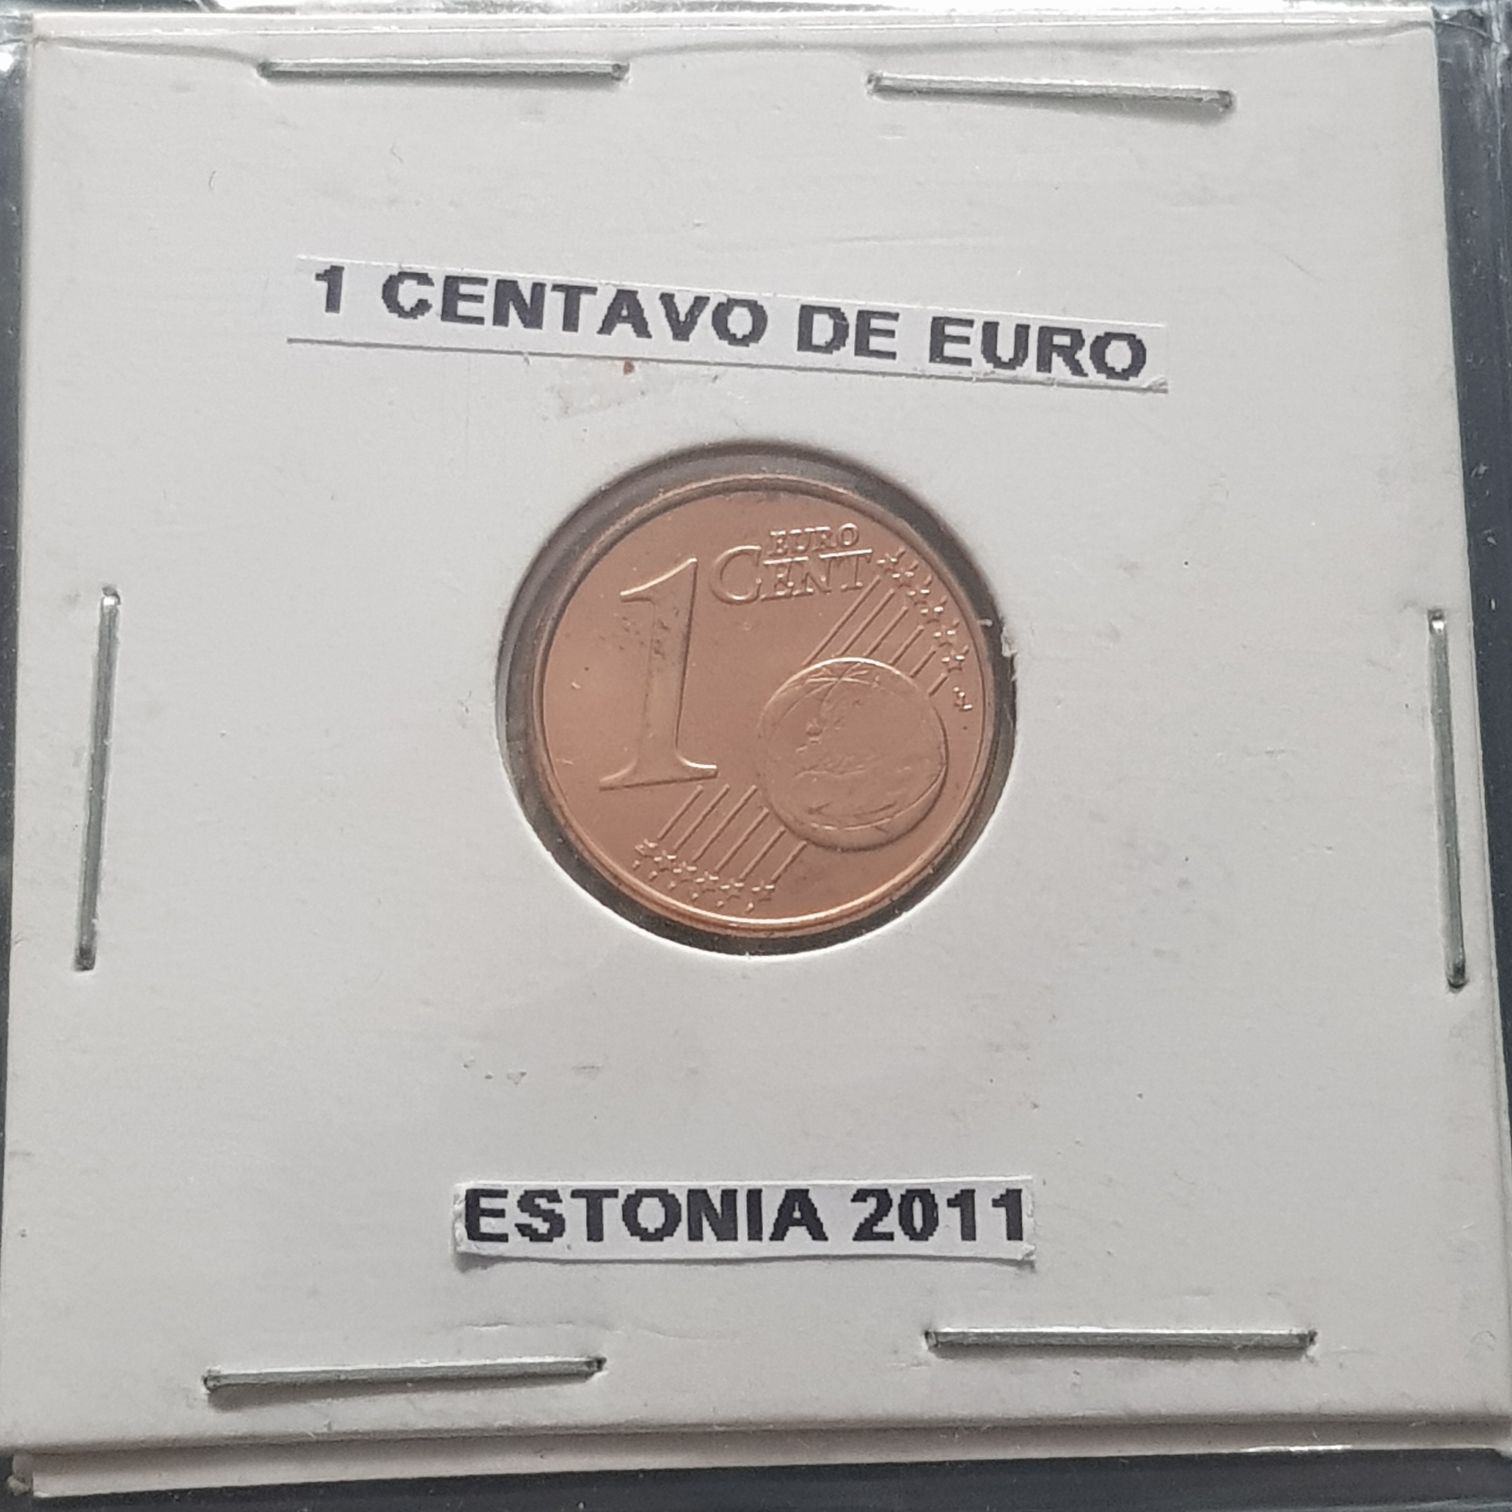 1 CENTAVO DE EURO
1 EURO
CENT
ESTONIA 2011